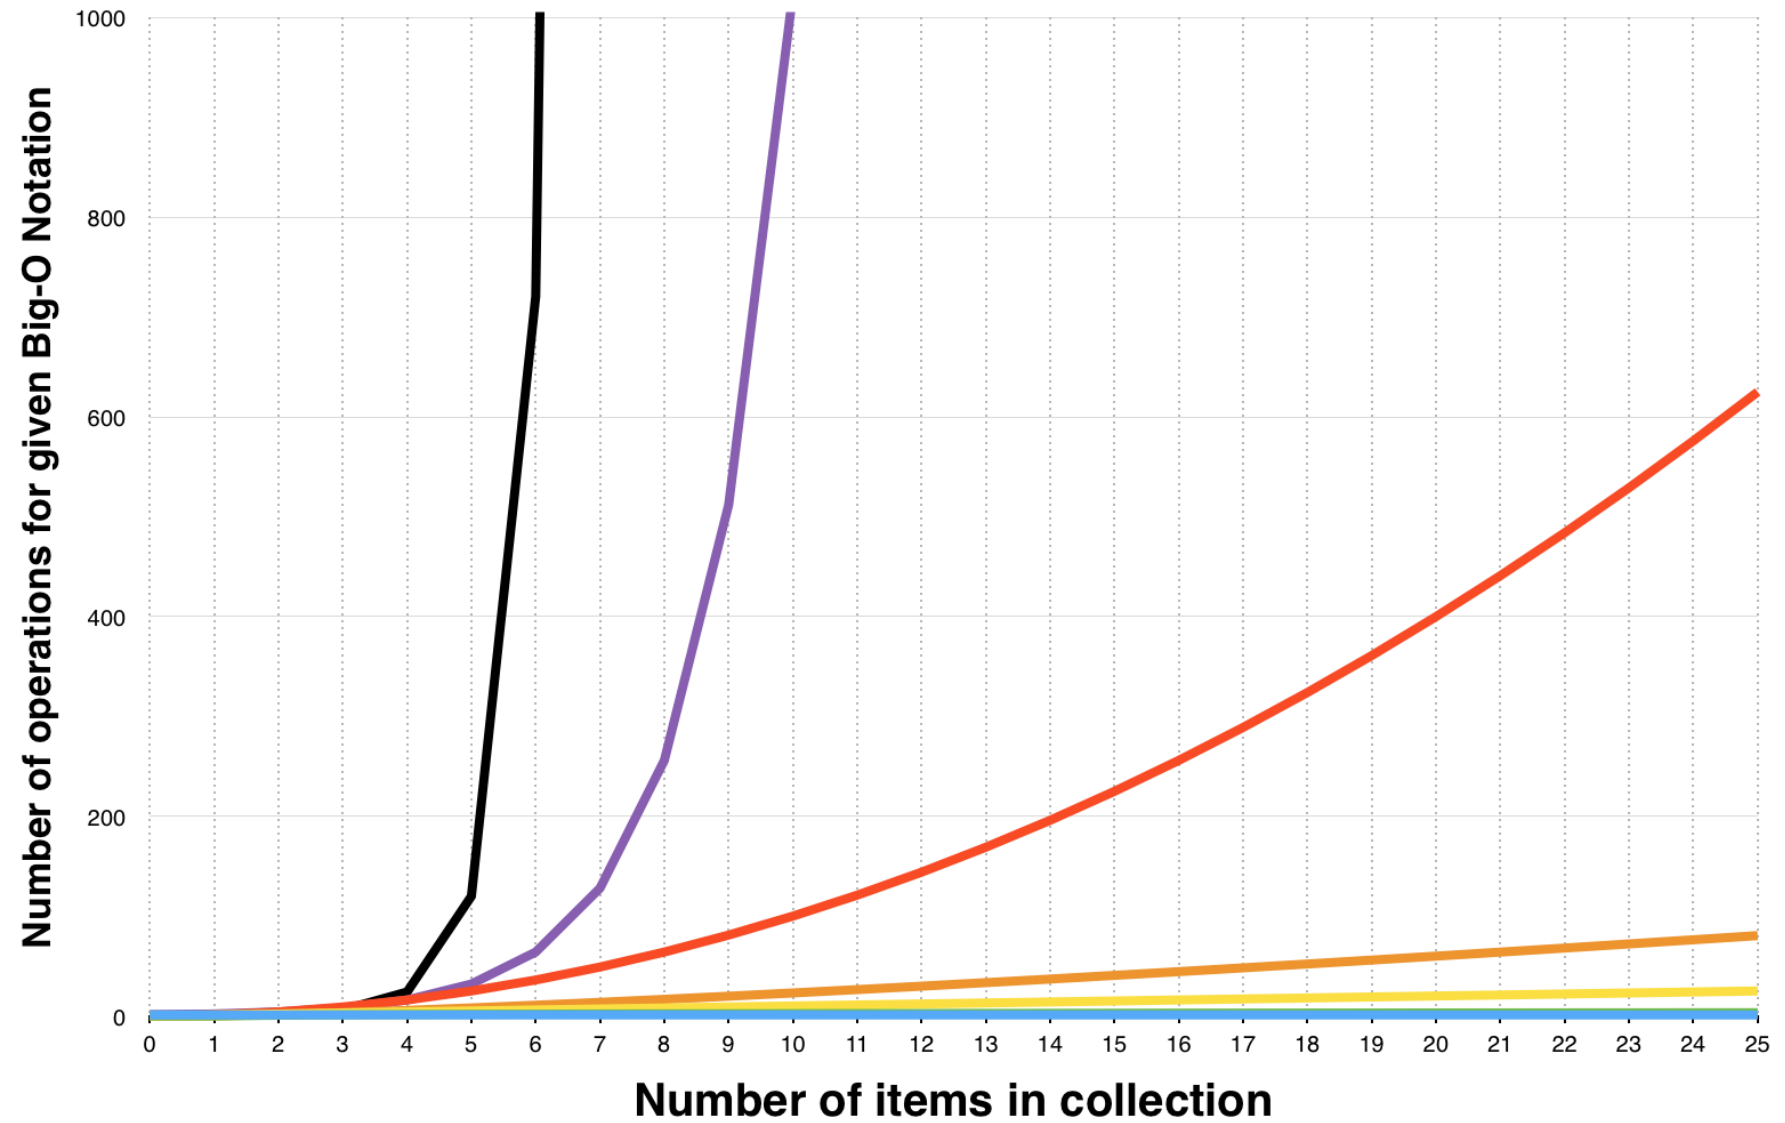 Number of operations for given Big-O Notation
1000
800
600
400
200
0
0 1 2 3 4 5 6 7 8 9 10 11 12 13 14 15 16 17 18 19 20 21 22 23 24 25
Number of items in collection